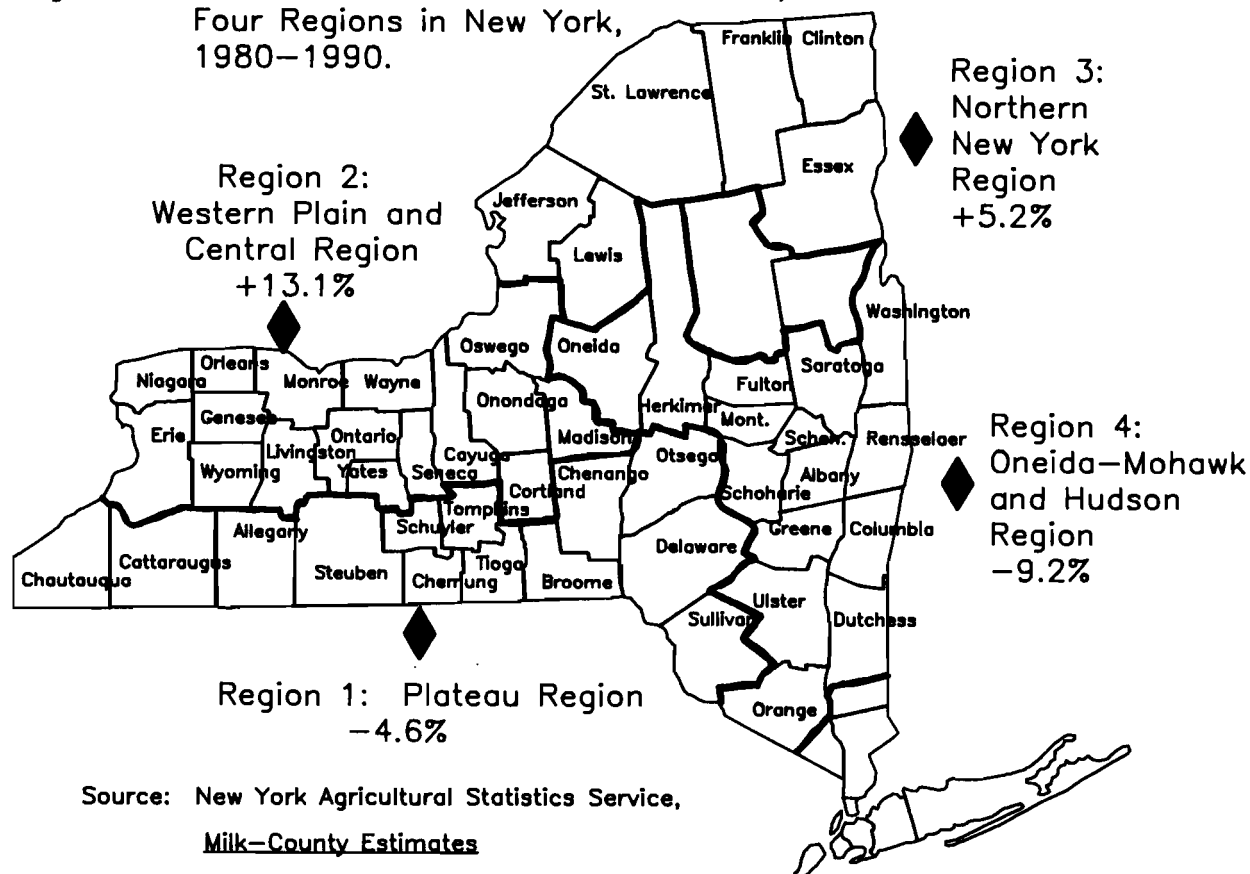 Four Regions in New York,
1980–1990.
Franklin Clinton
St. Lawrence
Region 3:
Northern
New York
Region
+5.2%
Essex
Region 2:
Western Plain and
Central Region
+13.1%
Jefferson
Lewis
Washington
Oswego Oneida
Saratoga
Niagara Orleans Monroe Wayne
Fulton
Onondaga
Herkimer Mont.
Genesee
Erie Ontario Madison Schen. Rensselaer
Livingston Cayuga Otsego
Wyoming Yates Seneca Chenango Albany
Cortland Schoharie
Region 4:
Oneida–Mohawk
and Hudson
Region
–9.2%
Tompkins
Allegany Schuyler Greene Columbia
Delaware
Cattaraugus Steuben Tioga
Chautauqua Chemung Broome
Ulster
Sullivan Dutchess
Region 1: Plateau Region
–4.6%
Orange
Source: New York Agricultural Statistics Service,
Milk–County Estimates